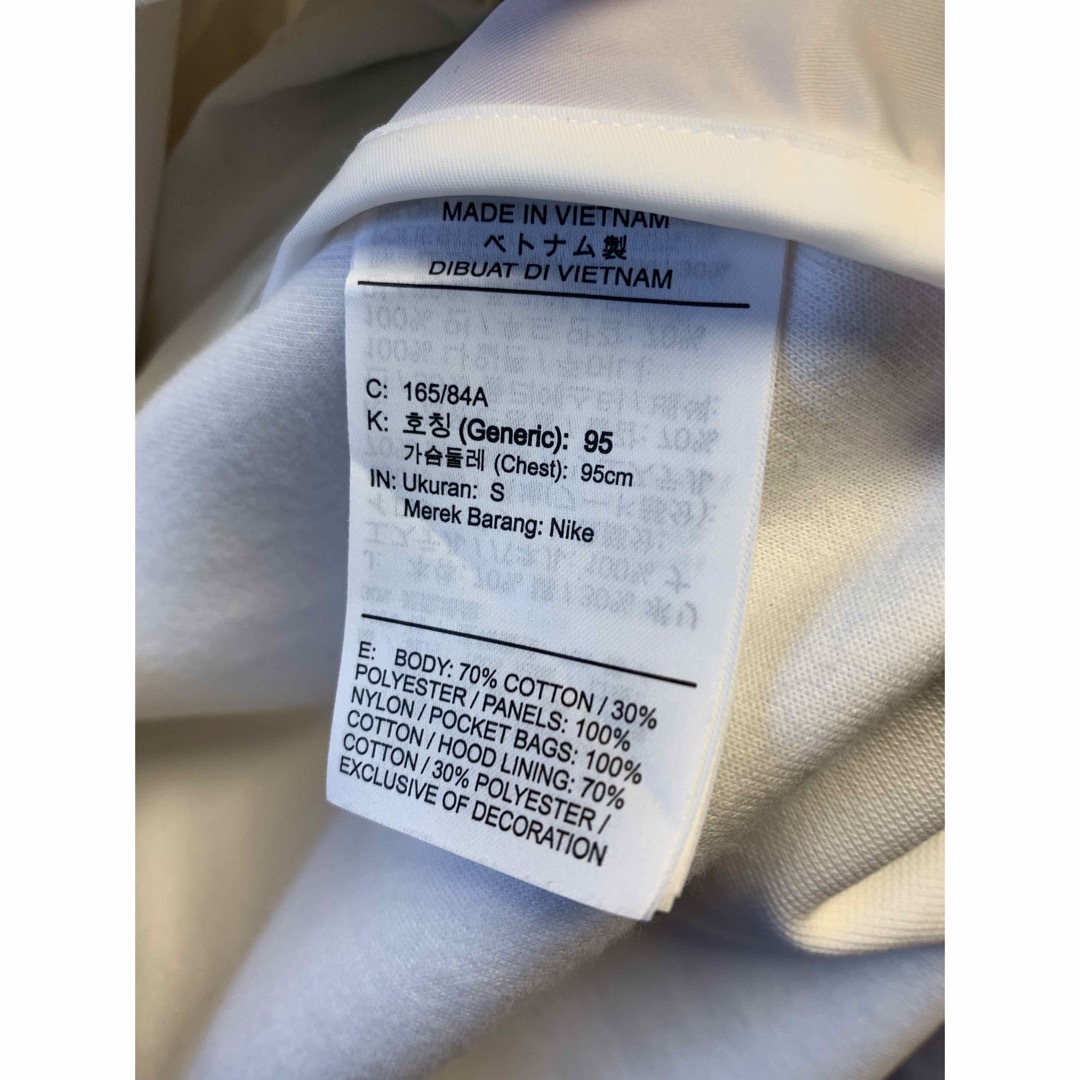 MADE IN VIETNAM
ベトナム製
DIBUAT DI VIETNAM
C: 165/84A
K: 호칭 (Generic): 95
가슴둘레 (Chest): 95cm
IN: Ukuran: S
Merek Barang: Nike
E: BODY: 70% COTTON / 30%
POLYESTER / PANELS: 100%
NYLON / POCKET BAGS: 100%
COTTON / HOOD LINING: 70%
COTTON / 30% POLYESTER /
EXCLUSIVE OF DECORATION